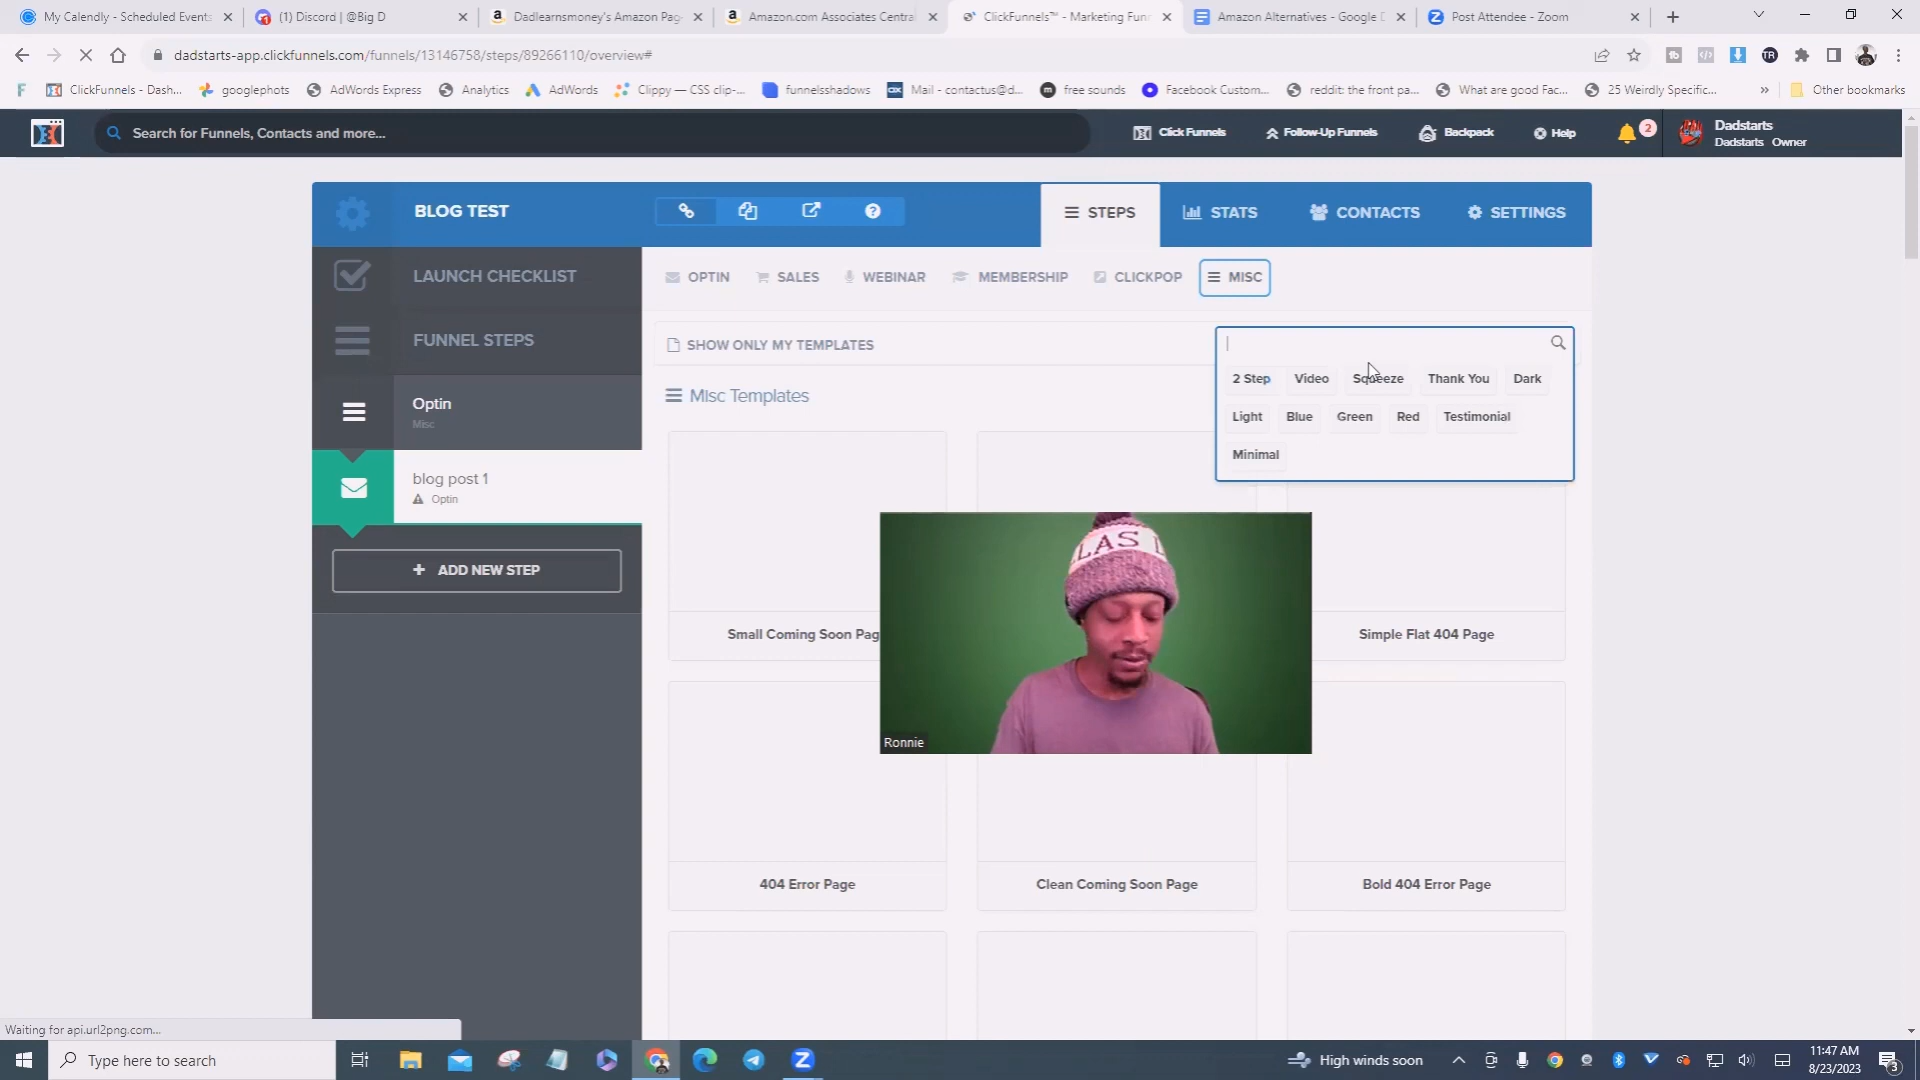 My Calendly - Scheduled Events
(1) Discord | @Big D
Dadlearnsmoney's Amazon Pag
Amazon.com Associates Central
ClickFunnels™ - Marketing Funn
Amazon Alternatives - Google D
Post Attendee - Zoom
dadstarts-app.clickfunnels.com/funnels/13146758/steps/89266110/overview#
ClickFunnels - Dash...
googlephots
AdWords Express
Analytics
AdWords
Clippy — CSS clip-...
funnelsshadows
Mail - contactus@d...
free sounds
Facebook Custom...
reddit: the front pa...
What are good Fac...
25 Weirdly Specific...
»
Other bookmarks
Search for Funnels, Contacts and more...
Click Funnels
Follow-Up Funnels
Backpack
Help
2
Dadstarts
Dadstarts Owner
BLOG TEST
STEPS
STATS
CONTACTS
SETTINGS
LAUNCH CHECKLIST
OPTIN
SALES
WEBINAR
MEMBERSHIP
CLICKPOP
MISC
FUNNEL STEPS
SHOW ONLY MY TEMPLATES
2 Step
Video
Squeeze
Thank You
Dark
Misc Templates
Optin
Misc
Light
Blue
Green
Red
Testimonial
Minimal
blog post 1
Optin
ADD NEW STEP
LAS
Small Coming Soon Pag
Simple Flat 404 Page
Ronnie
404 Error Page
Clean Coming Soon Page
Bold 404 Error Page
Waiting for api.url2png.com...
Type here to search
High winds soon
11:47 AM
8/23/2023
3